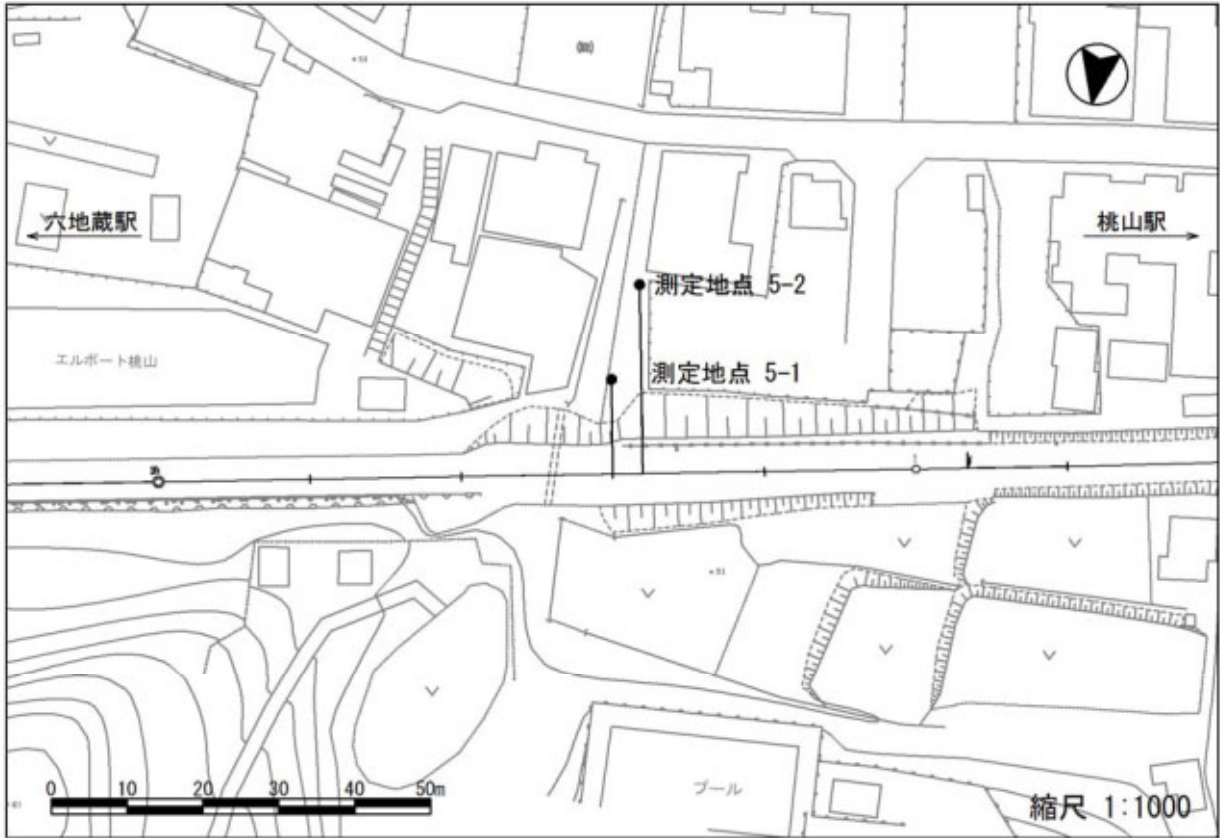 穴地蔵駅
桃山駅
測定地点 5-2
エルポート桃山
測定地点 5-1
プール
0 10 20 30 40 50m
縮尺 1:1000